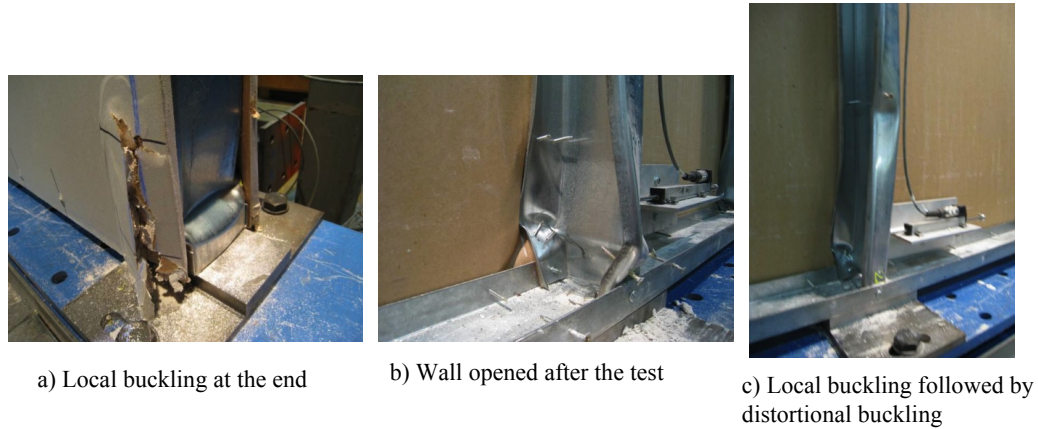 a) Local buckling at the end
b) Wall opened after the test
c) Local buckling followed by
distortional buckling